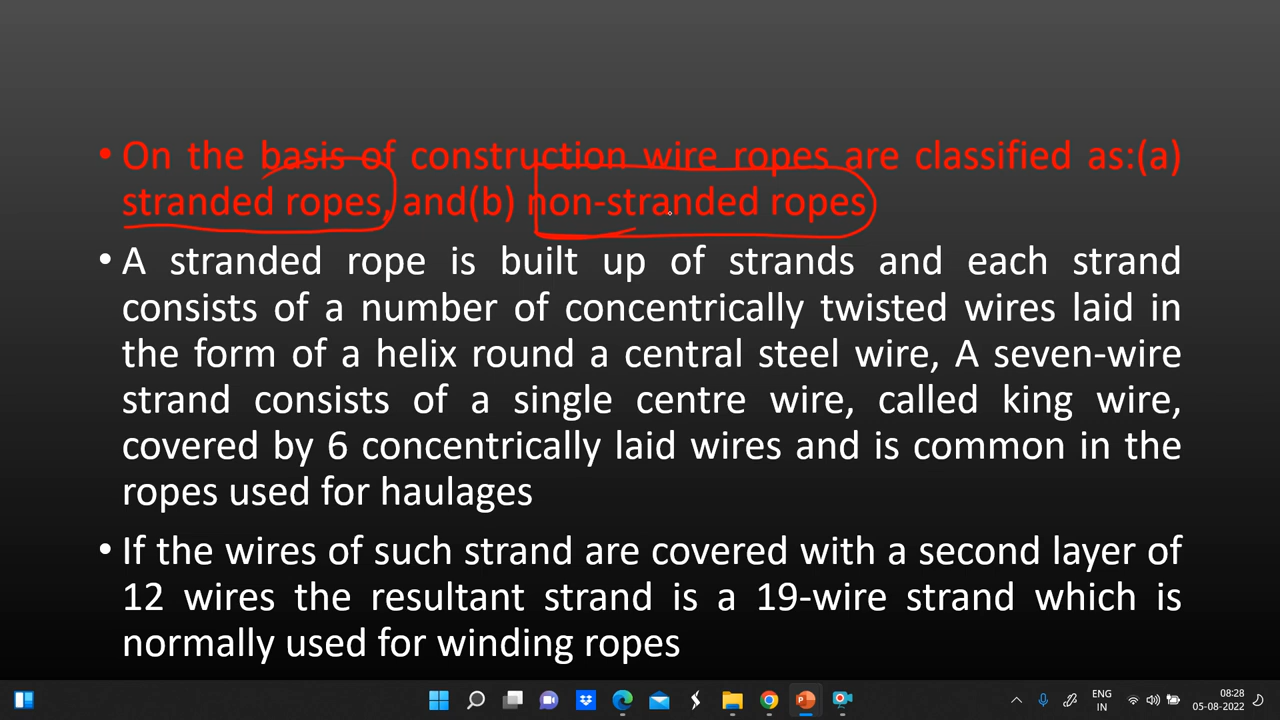 • On the basis of construction wire ropes are classified as:(a)
stranded ropes, and(b) non-stranded ropes
• A stranded rope is built up of strands and each strand
consists of a number of concentrically twisted wires laid in
the form of a helix round a central steel wire, A seven-wire
strand consists of a single centre wire, called king wire,
covered by 6 concentrically laid wires and is common in the
ropes used for haulages
• If the wires of such strand are covered with a second layer of
12 wires the resultant strand is a 19-wire strand which is
normally used for winding ropes
ENG
IN
08:28
05-08-2022